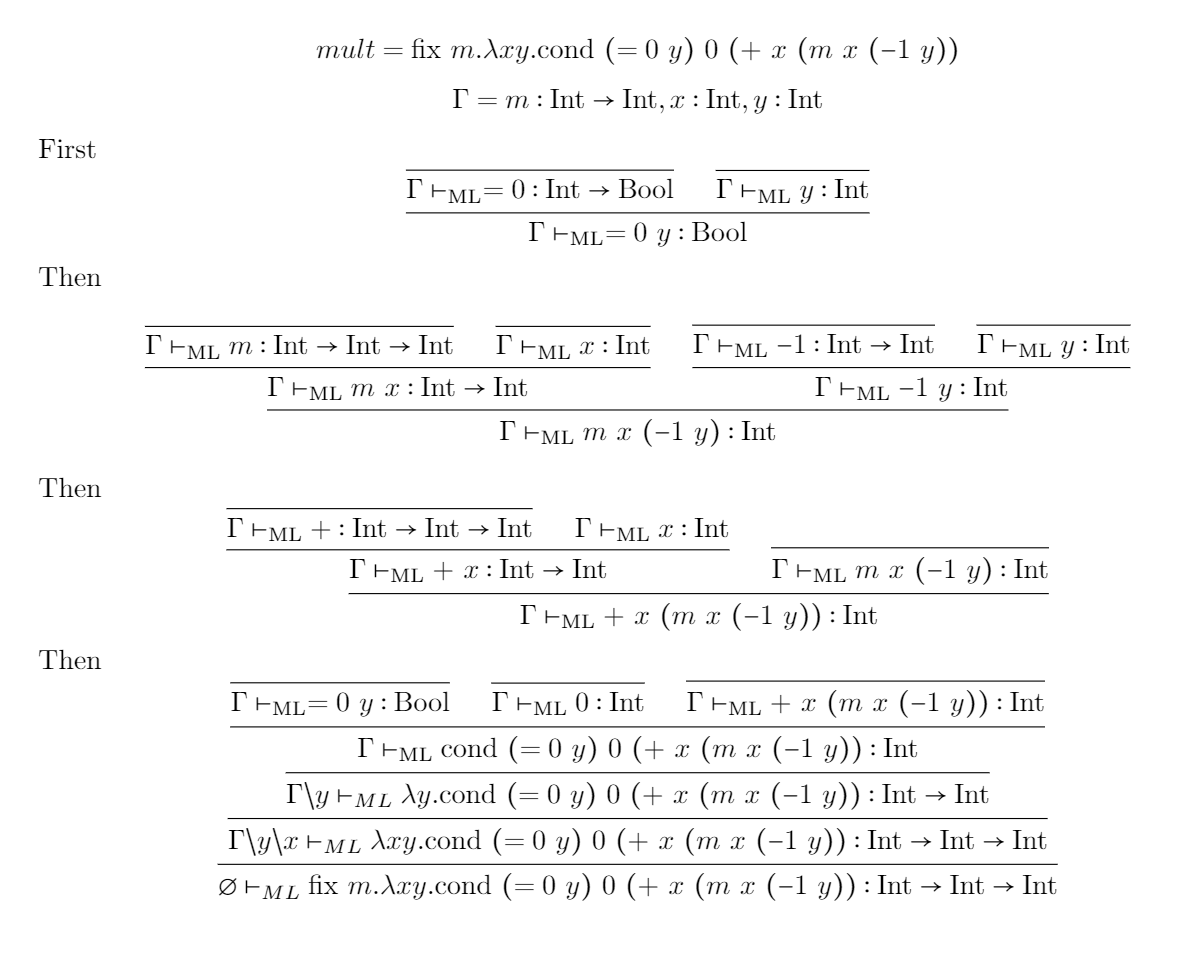 mult = fix m.λxy.cond (= 0 y) 0 (+ x (m x (−1 y))
Γ = m : Int → Int, x : Int, y : Int
First
Γ ⊢ML= 0 : Int → Bool Γ ⊢ML y : Int
Γ ⊢ML= 0 y : Bool
Then
Γ ⊢ML m : Int → Int → Int Γ ⊢ML x : Int Γ ⊢ML −1 : Int → Int Γ ⊢ML y : Int
Γ ⊢ML m x : Int → Int Γ ⊢ML −1 y : Int
Γ ⊢ML m x (−1 y) : Int
Then
Γ ⊢ML + : Int → Int → Int Γ ⊢ML x : Int
Γ ⊢ML + x : Int → Int Γ ⊢ML m x (−1 y) : Int
Γ ⊢ML + x (m x (−1 y)) : Int
Then
Γ ⊢ML= 0 y : Bool Γ ⊢ML 0 : Int Γ ⊢ML + x (m x (−1 y)) : Int
Γ ⊢ML cond (= 0 y) 0 (+ x (m x (−1 y)) : Int
Γ\y ⊢ML λy.cond (= 0 y) 0 (+ x (m x (−1 y)) : Int → Int
Γ\y\x ⊢ML λxy.cond (= 0 y) 0 (+ x (m x (−1 y)) : Int → Int → Int
∅ ⊢ML fix m.λxy.cond (= 0 y) 0 (+ x (m x (−1 y)) : Int → Int → Int